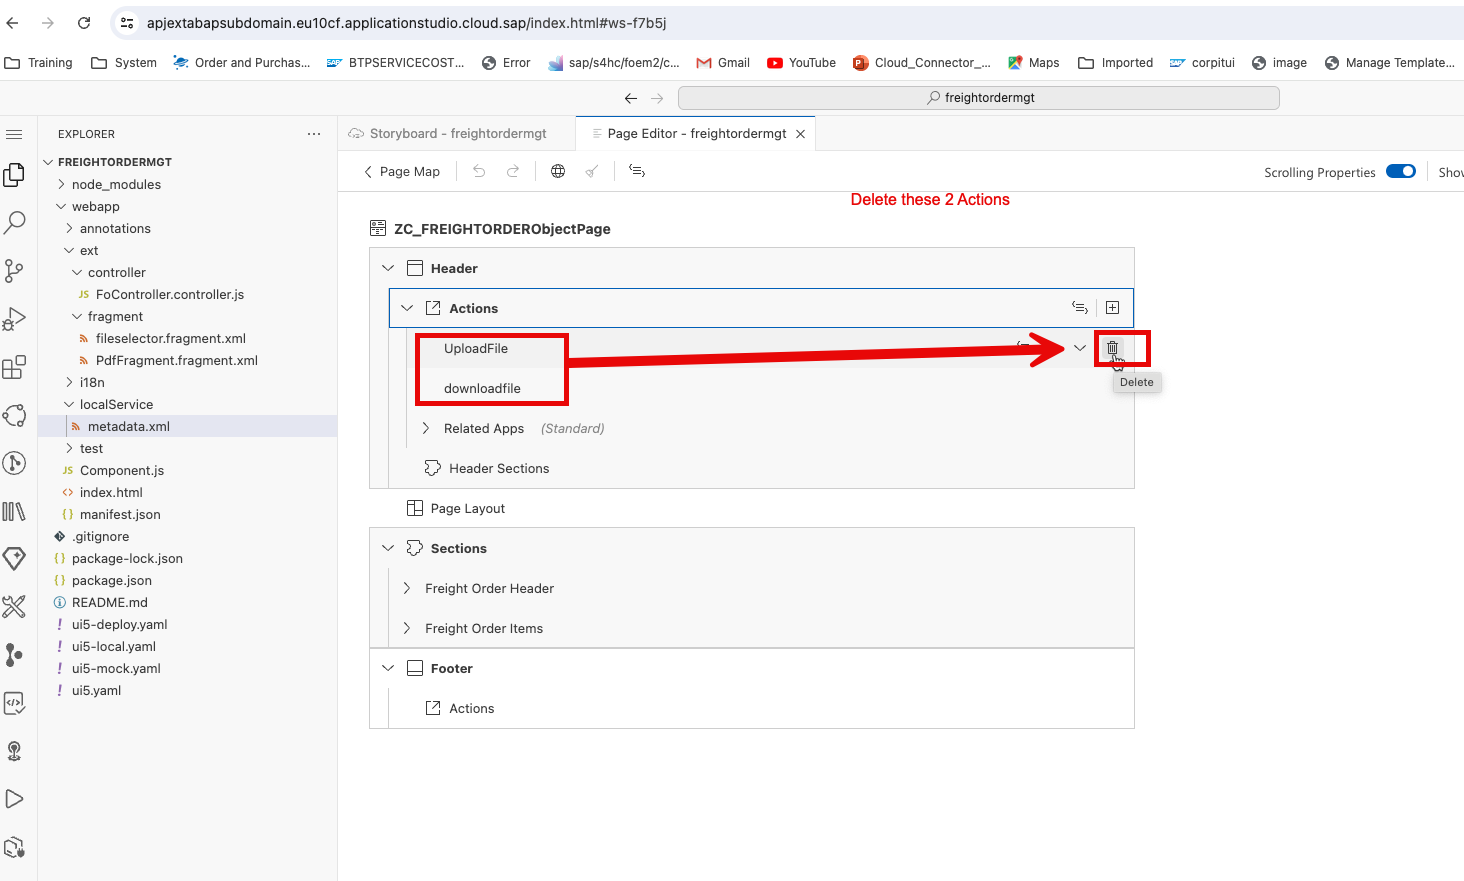 apjextabapsubdomain.eu10cf.applicationstudio.cloud.sap/index.html#ws-f7b5j
Training System Order and Purchas... BTPSERVICECOST... Error sap/s4hc/foem2/c... Gmail YouTube Cloud_Connector_... Maps Imported corpitui image Manage Template...
freightordermgt
EXPLORER ...
Storyboard - freightordermgt Page Editor - freightordermgt
FREIGHTORDERMGT
node_modules
webapp
annotations
ext
controller
JS FoController.controller.js
fragment
fileselector.fragment.xml
PdfFragment.fragment.xml
i18n
localService
metadata.xml
test
JS Component.js
<> index.html
{} manifest.json
.gitignore
{} package-lock.json
{} package.json
README.md
! ui5-deploy.yaml
! ui5-local.yaml
! ui5-mock.yaml
! ui5.yaml
Page Map
Scrolling Properties Show
Delete these 2 Actions
ZC_FREIGHTORDERObjectPage
Header
Actions
UploadFile
Delete
downloadfile
Related Apps (Standard)
Header Sections
Page Layout
Sections
Freight Order Header
Freight Order Items
Footer
Actions